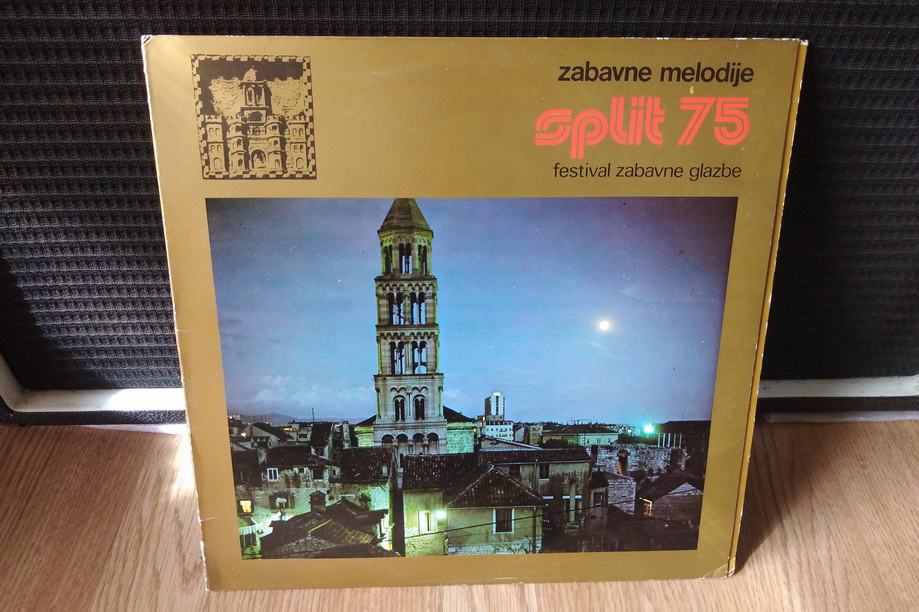 zabavne melodije
split 75
festival zabavne glazbe